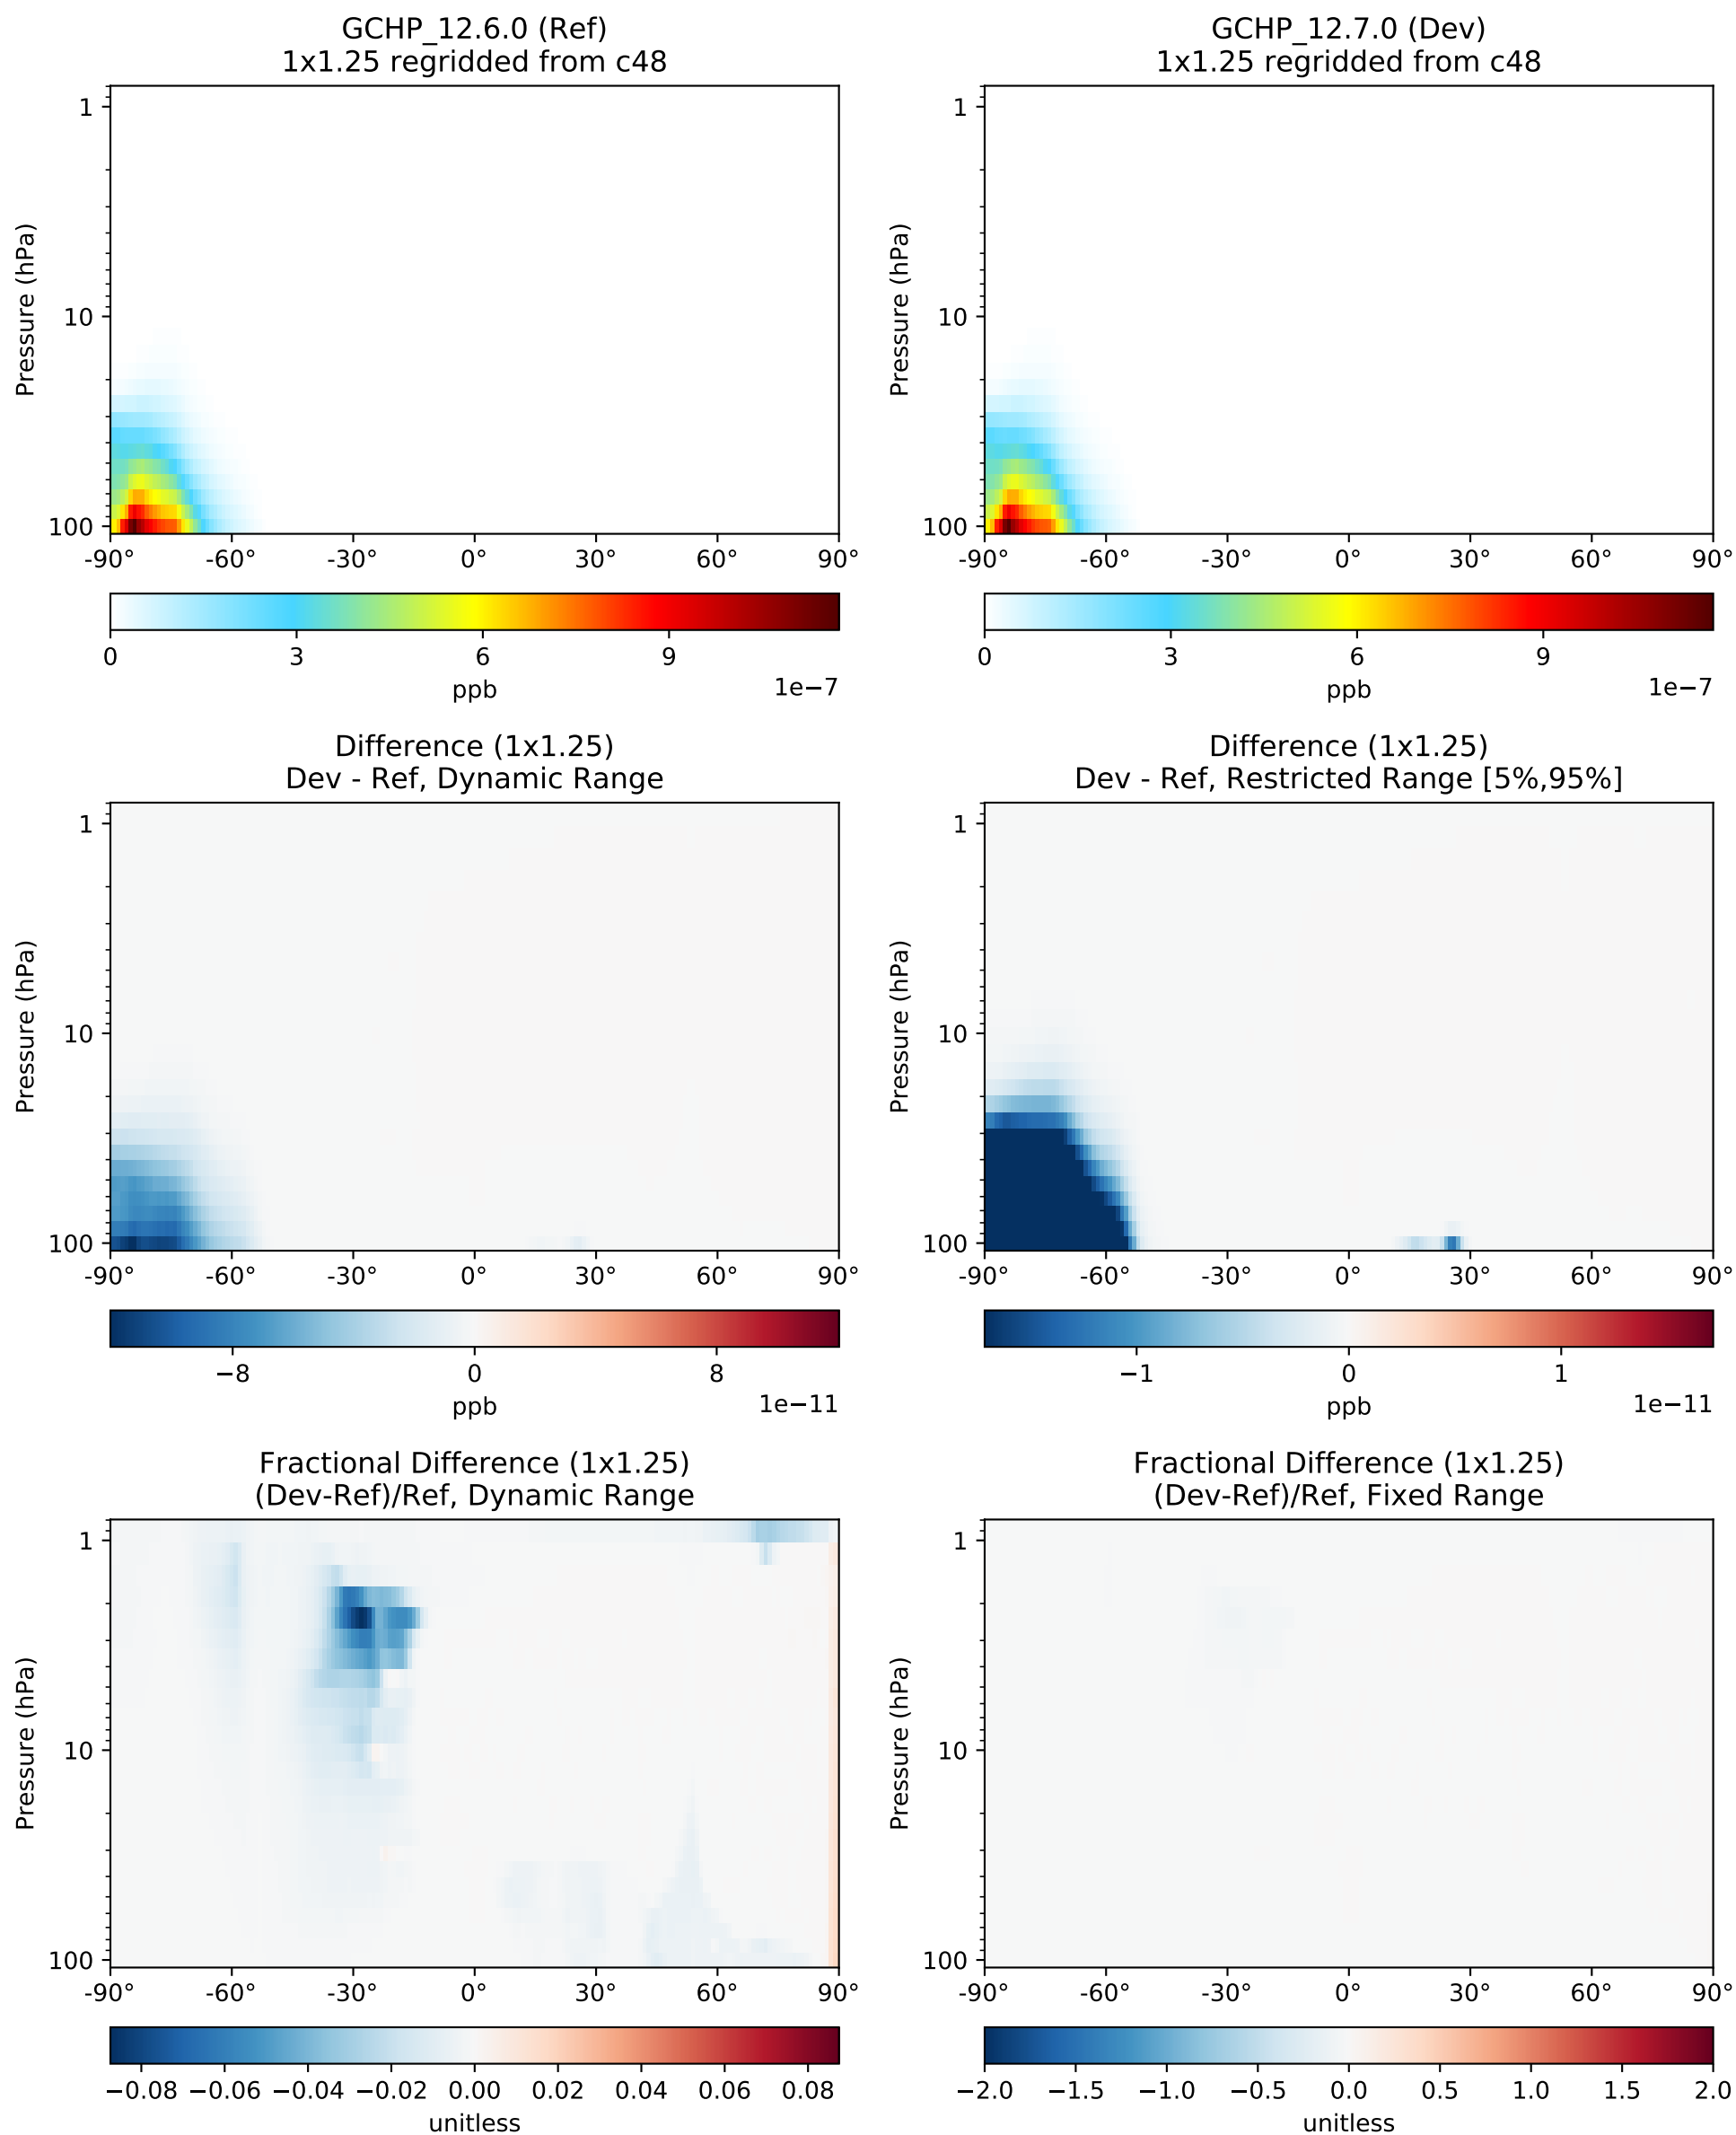 GCHP_12.6.0 (Ref)
1x1.25 regridded from c48
Pressure (hPa)
1
10
100
-90° -60° -30° 0° 30° 60° 90°
0 3 6 9
ppb 1e−7
GCHP_12.7.0 (Dev)
1x1.25 regridded from c48
Pressure (hPa)
1
10
100
-90° -60° -30° 0° 30° 60° 90°
0 3 6 9
ppb 1e−7
Difference (1x1.25)
Dev - Ref, Dynamic Range
Pressure (hPa)
1
10
100
-90° -60° -30° 0° 30° 60° 90°
−8 0 8
ppb 1e−11
Difference (1x1.25)
Dev - Ref, Restricted Range [5%,95%]
Pressure (hPa)
1
10
100
-90° -60° -30° 0° 30° 60° 90°
−1 0 1
ppb 1e−11
Fractional Difference (1x1.25)
(Dev-Ref)/Ref, Dynamic Range
Pressure (hPa)
1
10
100
-90° -60° -30° 0° 30° 60° 90°
−0.08 −0.06 −0.04 −0.02 0.00 0.02 0.04 0.06 0.08
unitless
Fractional Difference (1x1.25)
(Dev-Ref)/Ref, Fixed Range
Pressure (hPa)
1
10
100
-90° -60° -30° 0° 30° 60° 90°
−2.0 −1.5 −1.0 −0.5 0.0 0.5 1.0 1.5 2.0
unitless